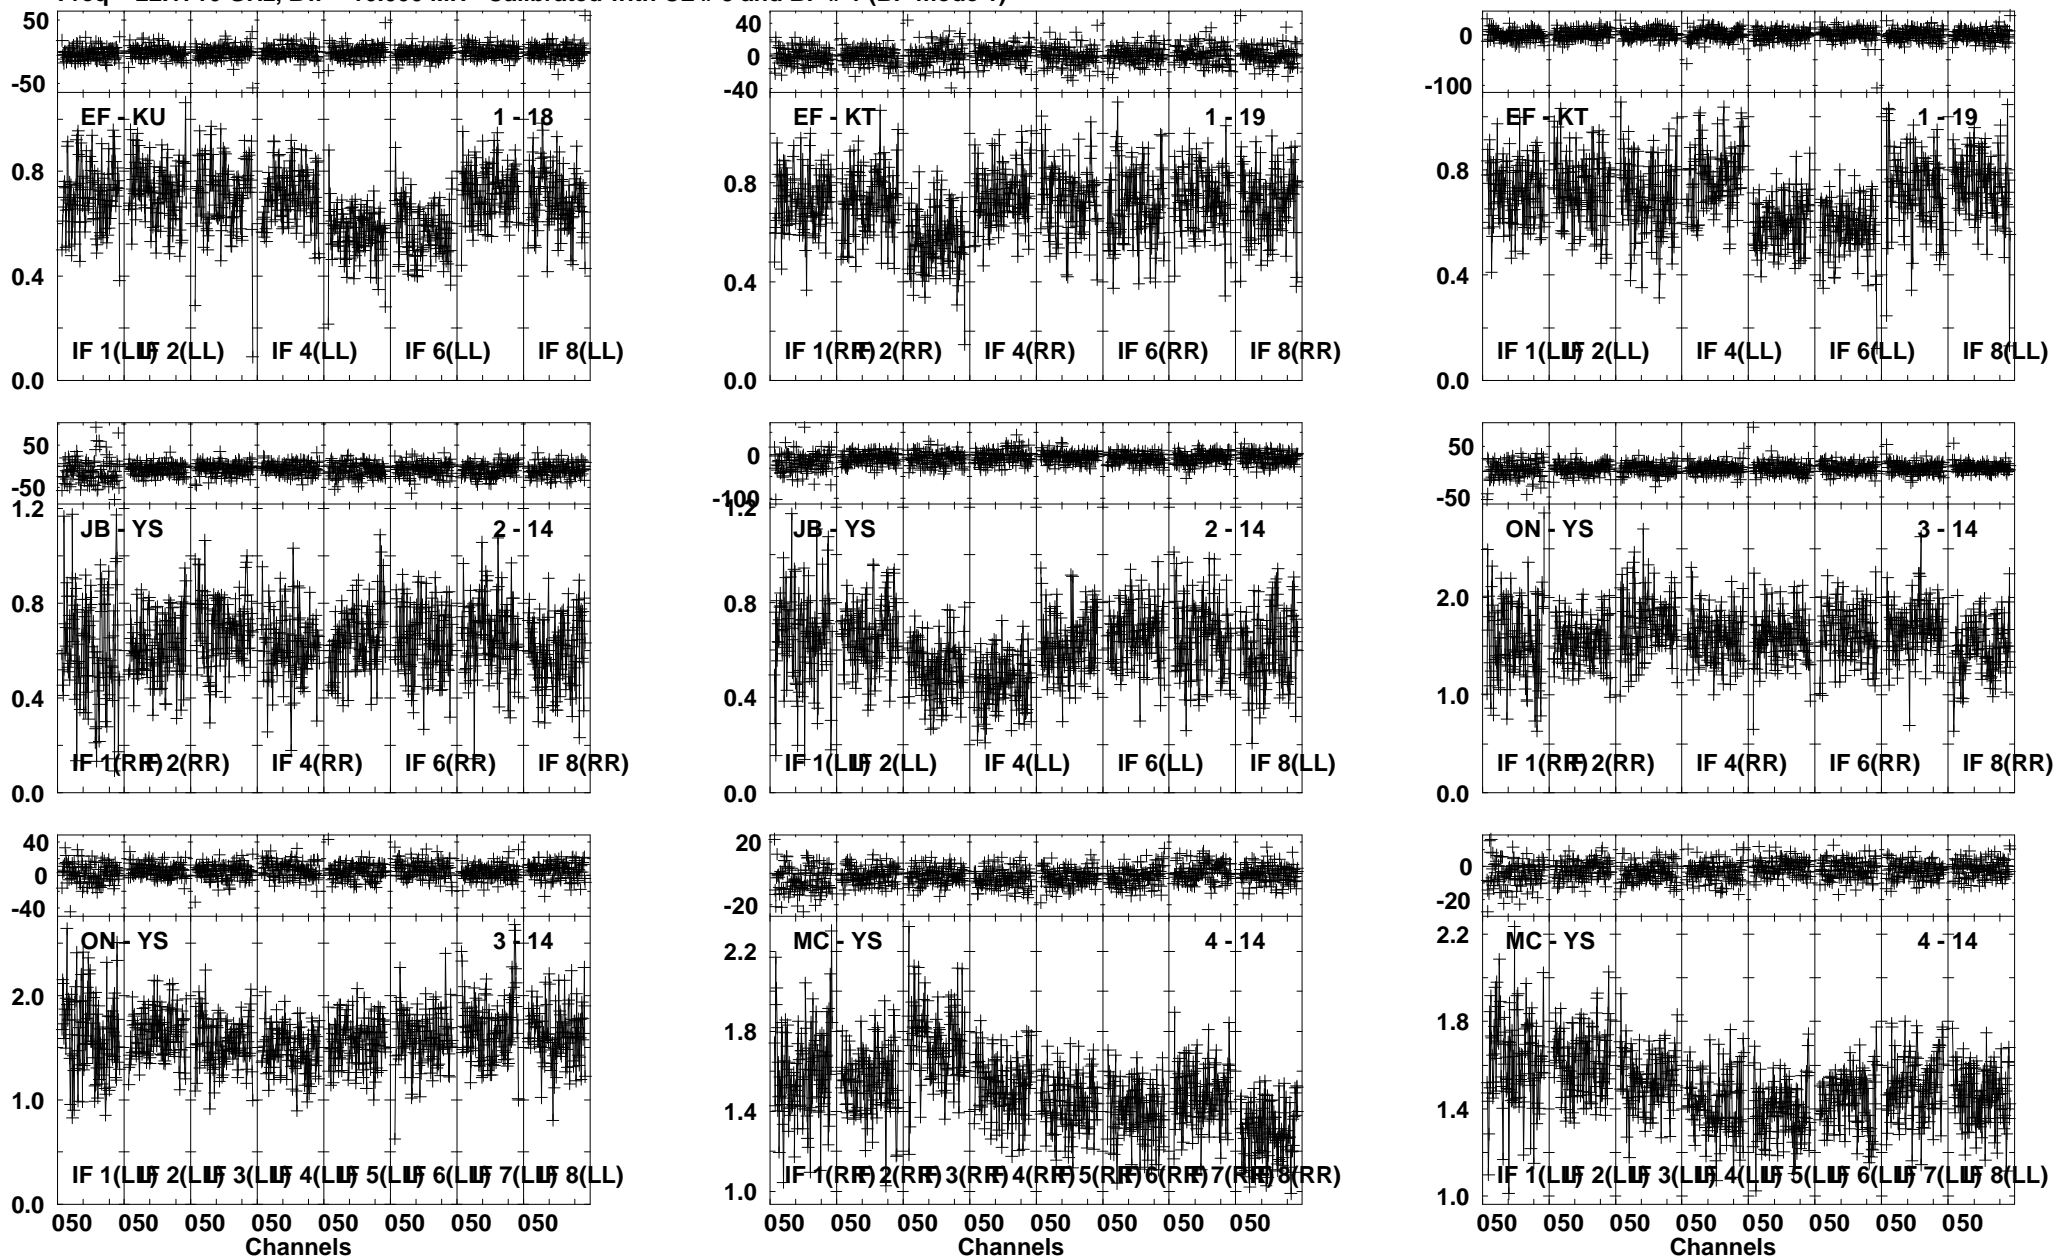 50
-50
EF - KU 1 - 18
0.8
0.4
0.0
IF 1(LL) IF 2(LL) IF 4(LL) IF 6(LL) IF 8(LL)
40
0
-40
EF - KT 1 - 19
0.8
0.4
0.0
IF 1(RR) IF 2(RR) IF 4(RR) IF 6(RR) IF 8(RR)
0
-100
EF - KT 1 - 19
0.8
0.4
0.0
IF 1(LL) IF 2(LL) IF 4(LL) IF 6(LL) IF 8(LL)
50
-50
1.2
JB - YS 2 - 14
0.8
0.4
0.0
IF 1(RR) IF 2(RR) IF 4(RR) IF 6(RR) IF 8(RR)
0
-100
1.2
JB - YS 2 - 14
0.8
0.4
0.0
IF 1(LL) IF 2(LL) IF 4(LL) IF 6(LL) IF 8(LL)
50
-50
ON - YS 3 - 14
2.0
1.0
0.0
IF 1(RR) IF 2(RR) IF 4(RR) IF 6(RR) IF 8(RR)
40
0
-40
ON - YS 3 - 14
2.0
1.0
0.0
IF 1(LL) IF 2(LL) IF 3(LL) IF 4(LL) IF 5(LL) IF 6(LL) IF 7(LL) IF 8(LL)
050 050 050 050 050 050 050 050
Channels
20
-20
MC - YS 4 - 14
2.2
1.8
1.4
1.0
IF 1(RR) IF 2(RR) IF 3(RR) IF 4(RR) IF 5(RR) IF 6(RR) IF 7(RR) IF 8(RR)
050 050 050 050 050 050 050 050
Channels
0
-20
MC - YS 4 - 14
2.2
1.8
1.4
1.0
IF 1(LL) IF 2(LL) IF 3(LL) IF 4(LL) IF 5(LL) IF 6(LL) IF 7(LL) IF 8(LL)
050 050 050 050 050 050 050 050
Channels